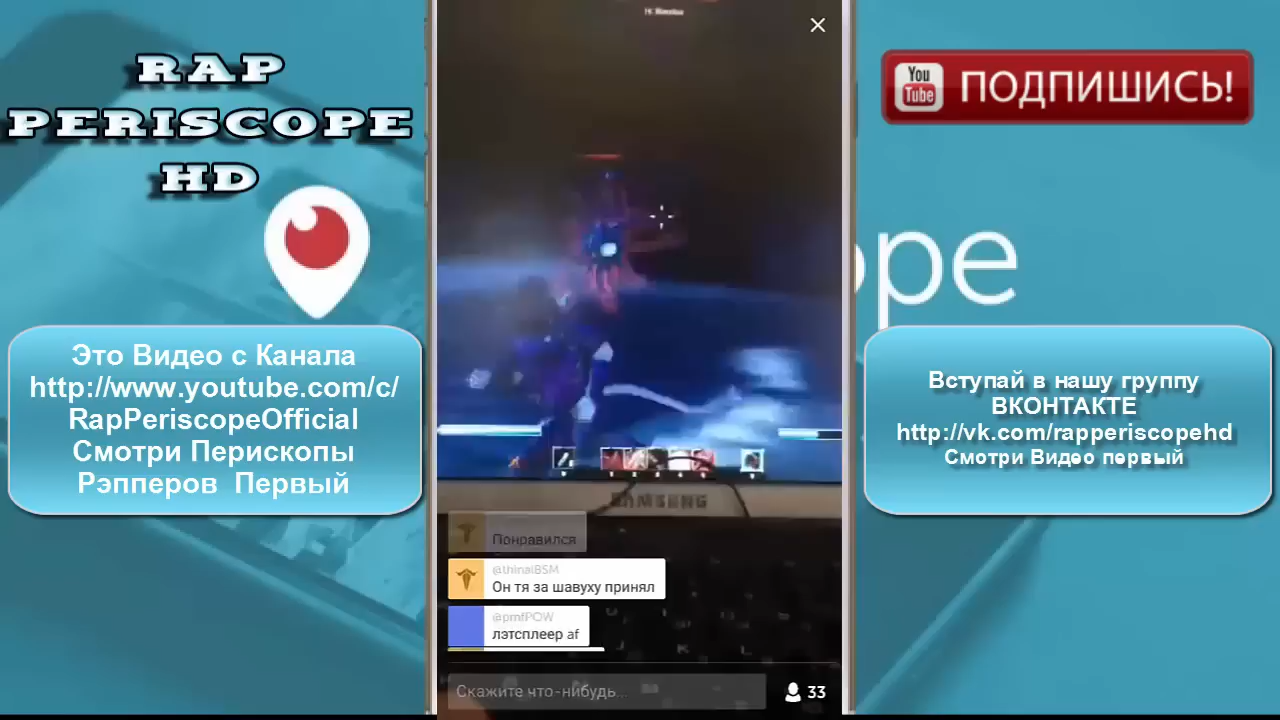 RAP
PERISCOPE
HD
Это Видео с Канала
http://www.youtube.com/c/
RapPeriscopeOfficial
Смотри Перископы
Рэпперов Первый
SAMSUNG
Понравился
@thinalBSM
Он тя за шавуху принял
@pmfPOW
лэтсплеер af
Скажите что-нибудь...
33
You
Tube
ПОДПИШИСЬ!
ope
Вступай в нашу группу
ВКОНТАКТЕ
http://vk.com/rapperiscopehd
Смотри Видео первый